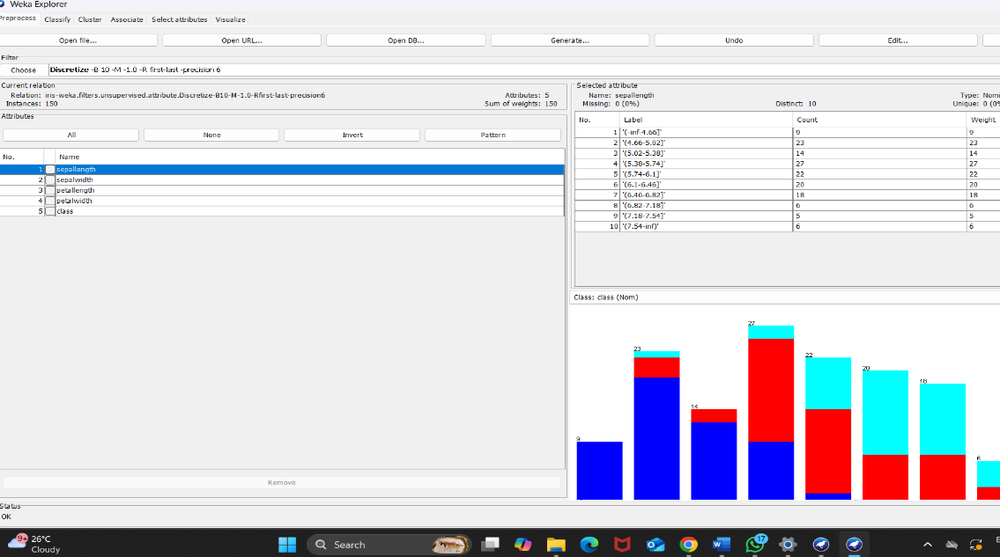 Weka Explorer
Preprocess Classify Cluster Associate Select attributes Visualize
Open file... Open URL... Open DB... Generate... Undo Edit...
Filter
Choose Discretize -B 10 -M -1.0 -R first-last -precision 6
Current relation
Relation: iris-weka.filters.unsupervised.attribute.Discretize-B10-M-1.0-Rfirst-last-precision6 Attributes: 5
Instances: 150 Sum of weights: 150
Attributes
All None Invert Pattern
No. Name
1 sepallength
2 sepalwidth
3 petallength
4 petalwidth
5 class
Remove
Selected attribute
Name: sepallength Type: Nomi
Missing: 0 (0%) Distinct: 10 Unique: 0 (0%
No. Label Count Weight
1 '(-inf-4.66]' 9 9
2 '(4.66-5.02]' 23 23
3 '(5.02-5.38]' 14 14
4 '(5.38-5.74]' 27 27
5 '(5.74-6.1]' 22 22
6 '(6.1-6.46]' 20 20
7 '(6.46-6.82]' 18 18
8 '(6.82-7.18]' 6 6
9 '(7.18-7.54]' 5 5
10 '(7.54-inf)' 6 6
Class: class (Nom)
9 23 14 27 22 20 18 6
Status
OK
9+ 26°C
Cloudy
Search
17